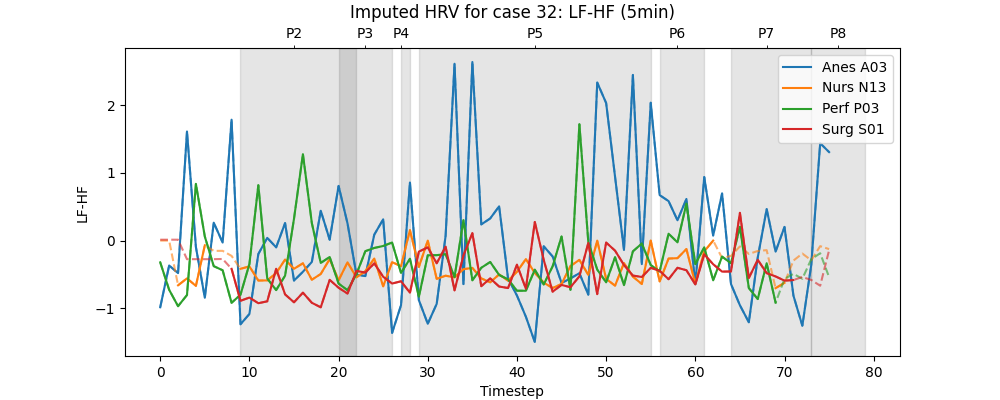 Imputed HRV for case 32: LF-HF (5min)
P2 P3 P4 P5 P6 P7 P8
Anes A03
Nurs N13
Perf P03
Surg S01
2
1
0
−1
LF-HF
0 10 20 30 40 50 60 70 80
Timestep